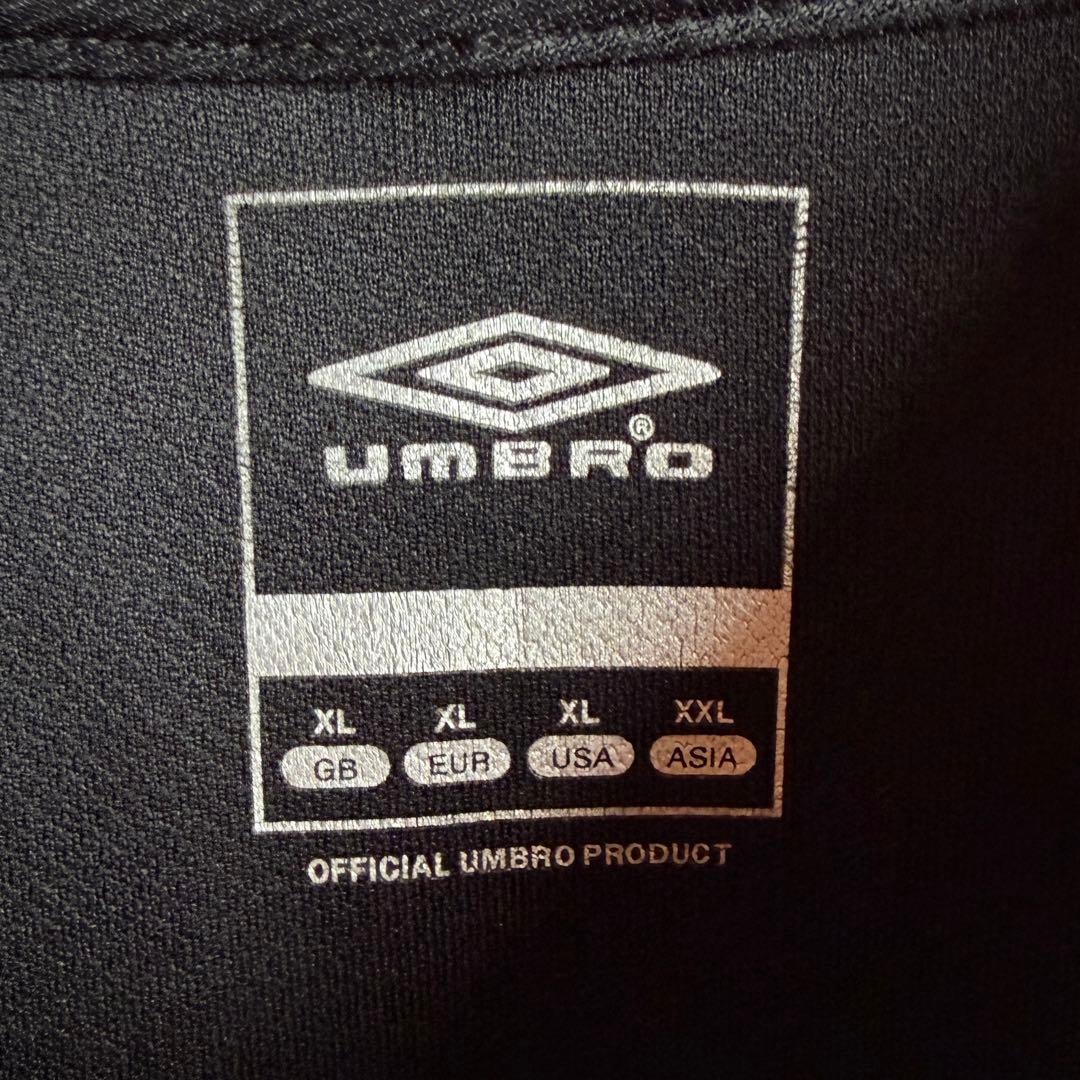 UMBRO®
XL XL XL XXL
GB EUR USA ASIA
OFFICIAL UMBRO PRODUCT